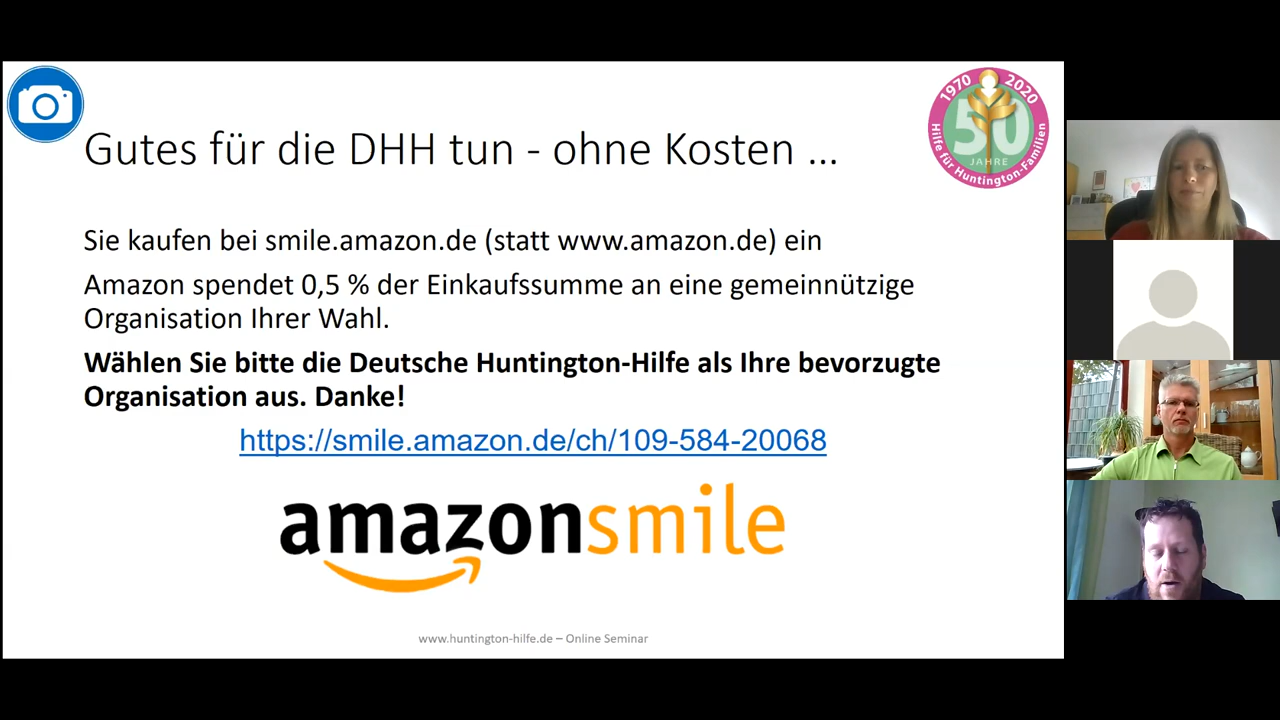 Gutes für die DHH tun - ohne Kosten ...
1970 2020
50
JAHRE
Hilfe für Huntington-Familien
Sie kaufen bei smile.amazon.de (statt www.amazon.de) ein
Amazon spendet 0,5 % der Einkaufssumme an eine gemeinnützige
Organisation Ihrer Wahl.
Wählen Sie bitte die Deutsche Huntington-Hilfe als Ihre bevorzugte
Organisation aus. Danke!
https://smile.amazon.de/ch/109-584-20068
amazonsmile
www.huntington-hilfe.de – Online Seminar